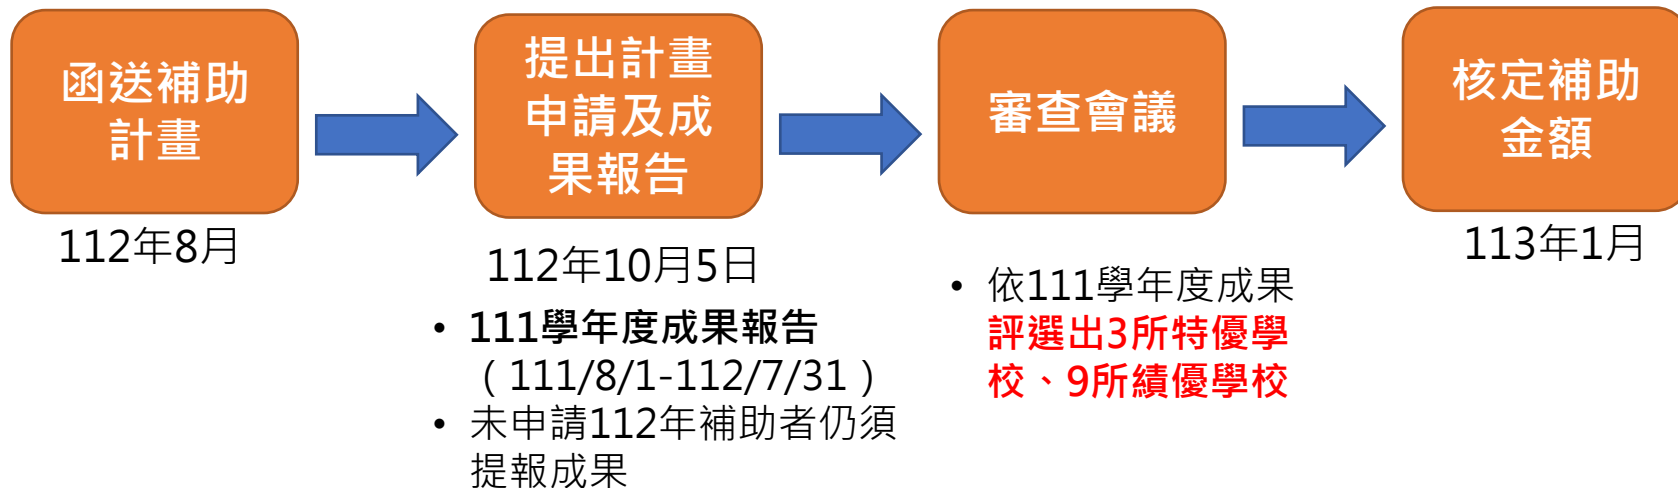 函送補助
計畫
112年8月
提出計畫
申請及成
果報告
112年10月5日
• 111學年度成果報告
（111/8/1-112/7/31）
• 未申請112年補助者仍須
提報成果
審查會議
• 依111學年度成果
評選出3所特優學
校、9所績優學校
核定補助
金額
113年1月